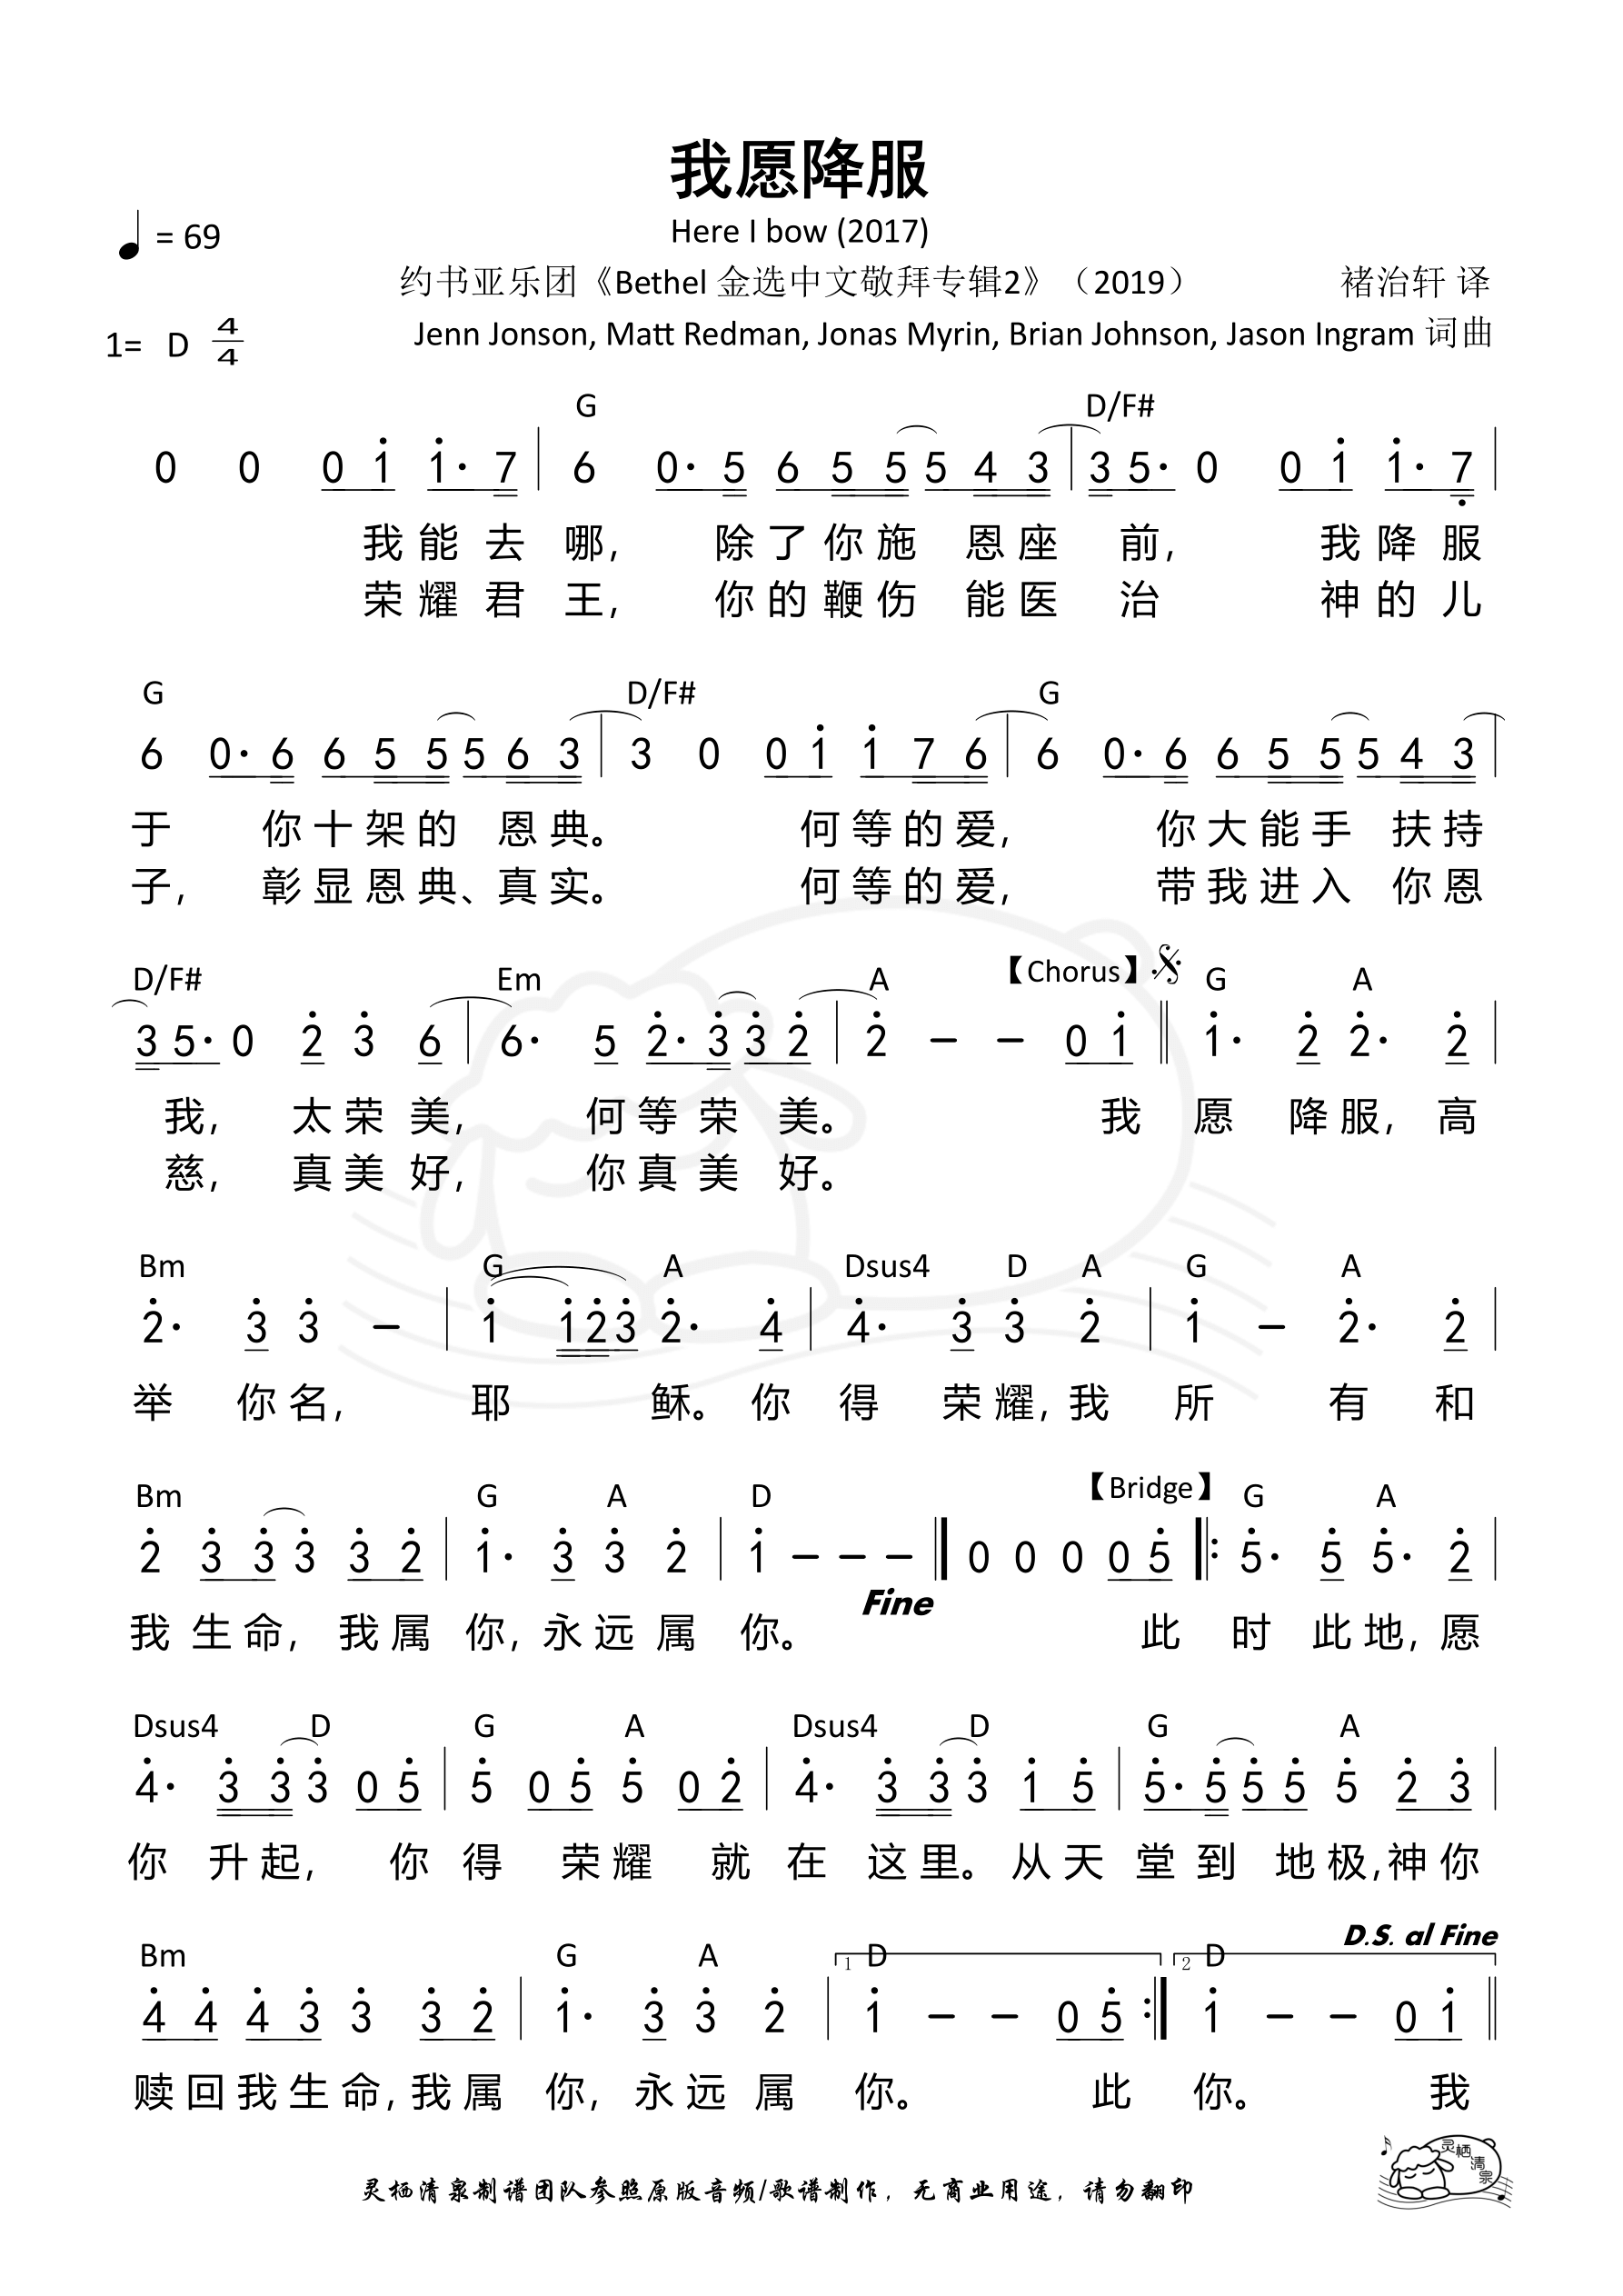 我愿降服
Here I bow (2017)
♩ = 69
约书亚乐团《Bethel 金选中文敬拜专辑2》（2019） 褚治轩 译
1= D 4/4
Jenn Jonson, Matt Redman, Jonas Myrin, Brian Johnson, Jason Ingram 词曲
G D/F#
0 0 0 1 1· 7 | 6 0· 5 6 5 5 5 4 3 | 3 5· 0 0 1 1· 7 |
我 能 去 哪, 除 了 你 施 恩 座 前, 我 降 服
荣 耀 君 王, 你 的 鞭 伤 能 医 治 神 的 儿
G D/F# G
6 0· 6 6 5 5 5 6 3 | 3 0 0 1 1 7 6 | 6 0· 6 6 5 5 5 4 3 |
于 你 十 架 的 恩 典。 何 等 的 爱, 你 大 能 手 扶 持
子, 彰 显 恩 典、真 实。 何 等 的 爱, 带 我 进 入 你 恩
D/F# Em A 【Chorus】 G A
3 5· 0 2 3 6 | 6· 5 2· 3 3 2 | 2 – – 0 1 || 1· 2 2· 2 |
我, 太 荣 美, 何 等 荣 美。 我 愿 降 服, 高
慈, 真 美 好, 你 真 美 好。
Bm G A Dsus4 D A G A
2· 3 3 – | 1 1 2 3 2· 4 | 4· 3 3 2 | 1 – 2· 2 |
举 你 名, 耶 稣。 你 得 荣 耀, 我 所 有 和
Bm G A D 【Bridge】 G A
2 3 3 3 3 2 | 1· 3 3 2 | 1 – – – || 0 0 0 0 5 |: 5· 5 5· 2 |
Fine
我 生 命, 我 属 你, 永 远 属 你。 此 时 此 地, 愿
Dsus4 D G A Dsus4 D G A
4· 3 3 3 0 5 | 5 0 5 5 0 2 | 4· 3 3 3 1 5 | 5· 5 5 5 5 2 3 |
你 升 起, 你 得 荣 耀 就 在 这 里。 从 天 堂 到 地 极, 神 你
D.S. al Fine
Bm G A 1 D 2 D
4 4 4 3 3 3 2 | 1· 3 3 2 | 1 – – 0 5 :| 1 – – 0 1 ||
赎 回 我 生 命, 我 属 你, 永 远 属 你。 此 你。 我
灵栖清泉
灵栖清泉制谱团队参照原版音频/歌谱制作，无商业用途，请勿翻印